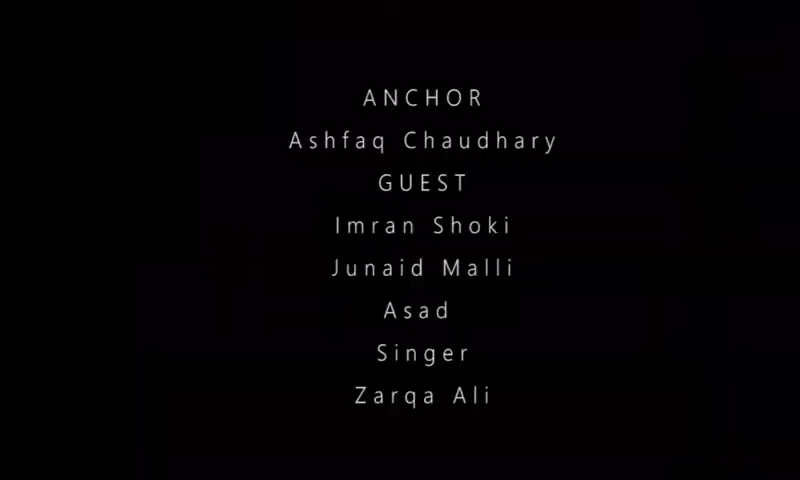 ANCHOR
Ashfaq Chaudhary
GUEST
Imran Shoki
Junaid Malli
Asad
Singer
Zarqa Ali